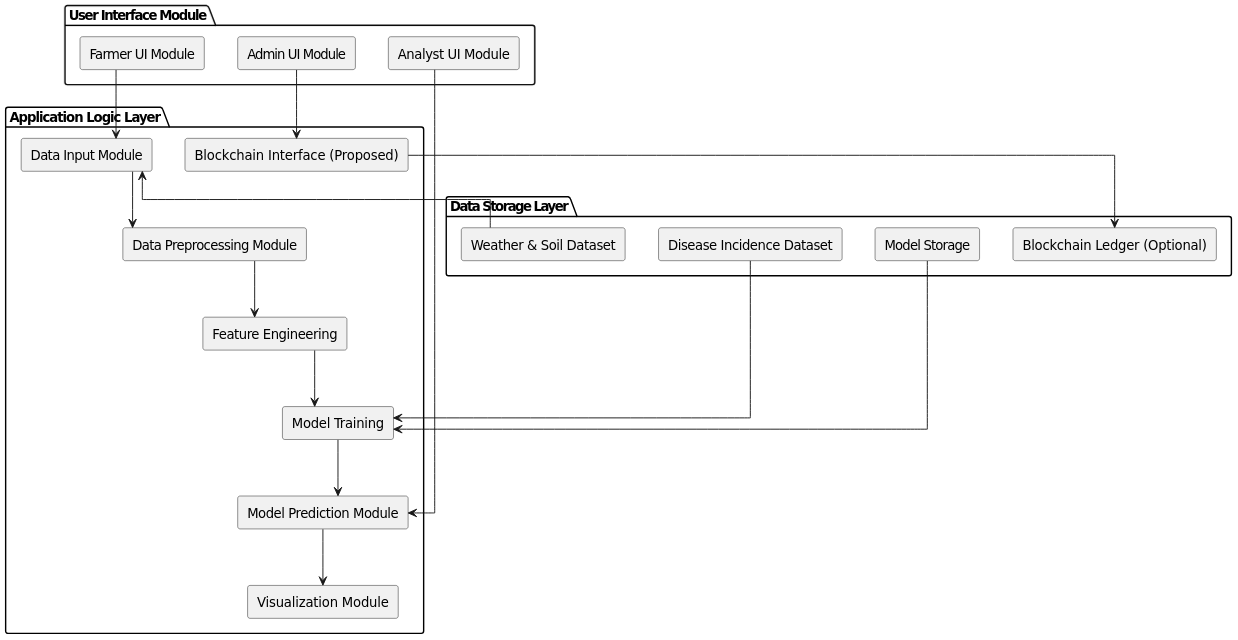 User Interface Module
Farmer UI Module
Admin UI Module
Analyst UI Module
Application Logic Layer
Data Input Module
Blockchain Interface (Proposed)
Data Storage Layer
Data Preprocessing Module
Weather & Soil Dataset
Disease Incidence Dataset
Model Storage
Blockchain Ledger (Optional)
Feature Engineering
Model Training
Model Prediction Module
Visualization Module